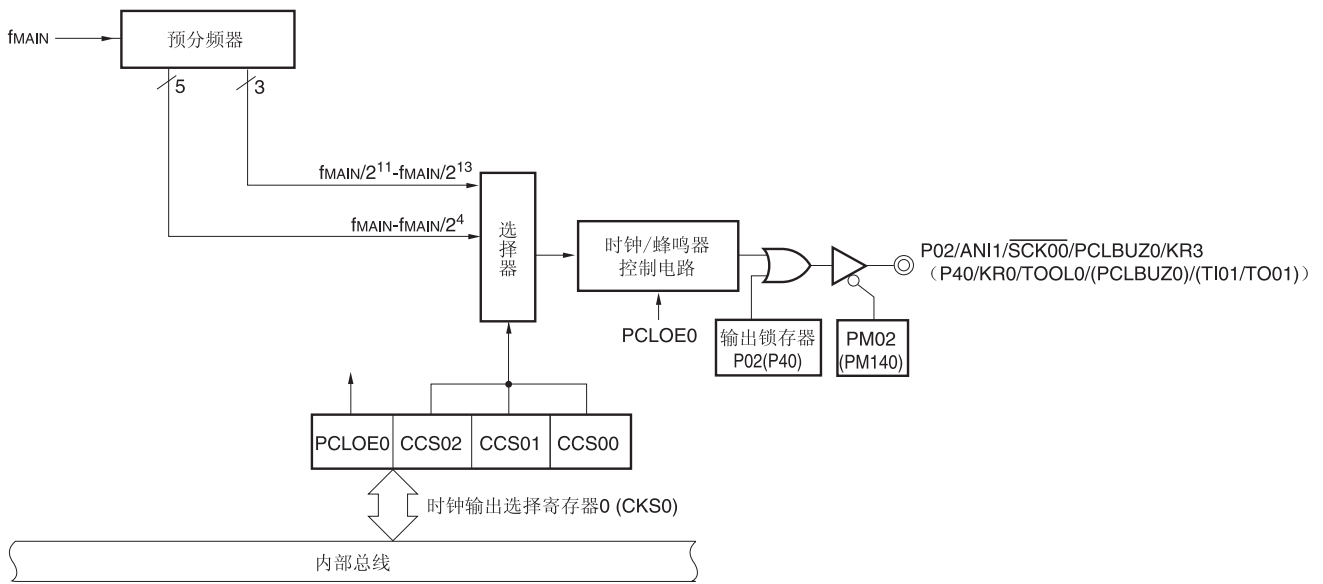 fMAIN
预分频器
5
3
fMAIN/2¹¹-fMAIN/2¹³
fMAIN-fMAIN/2⁴
选择器
时钟/蜂鸣器
控制电路
PCLOE0
输出锁存器
P02(P40)
PM02
(PM140)
P02/ANI1/S̅C̅K̅0̅0̅/PCLBUZ0/KR3
（P40/KR0/TOOL0/(PCLBUZ0)/(TI01/TO01)）
PCLOE0 CCS02 CCS01 CCS00
时钟输出选择寄存器0 (CKS0)
内部总线